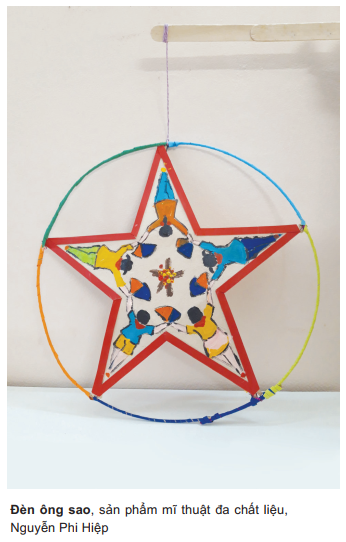 Đèn ông sao, sản phẩm mĩ thuật đa chất liệu,
Nguyễn Phi Hiệp